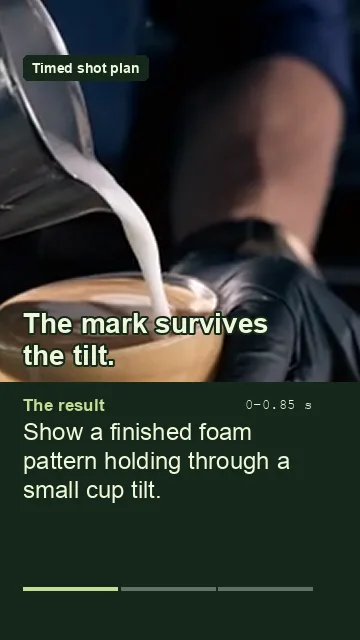 Timed shot plan
The mark survives
the tilt.
The result
0–0.85 s
Show a finished foam
pattern holding through a
small cup tilt.